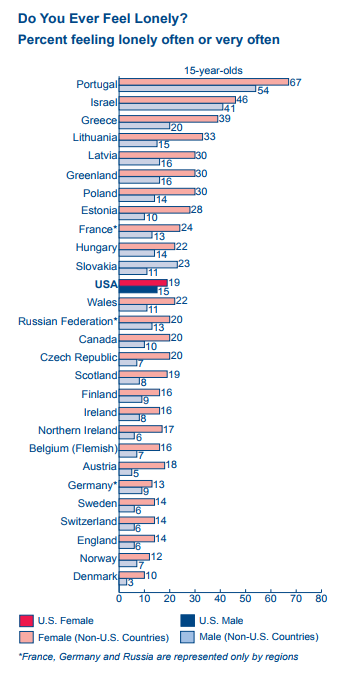 Do You Ever Feel Lonely?
Percent feeling lonely often or very often
15-year-olds
Portugal 67
54
Israel 46
41
Greece 39
20
Lithuania 33
15
Latvia 30
16
Greenland 30
16
Poland 30
14
Estonia 28
10
France* 24
13
Hungary 22
14
Slovakia 23
11
USA 19
15
Wales 22
11
Russian Federation* 20
13
Canada 20
10
Czech Republic 20
7
Scotland 19
8
Finland 16
9
Ireland 16
8
Northern Ireland 17
6
Belgium (Flemish) 16
7
Austria 18
5
Germany* 13
9
Sweden 14
6
Switzerland 14
6
England 14
6
Norway 12
7
Denmark 10
3
0 10 20 30 40 50 60 70 80
U.S. Female U.S. Male
Female (Non-U.S. Countries) Male (Non-U.S. Countries)
*France, Germany and Russia are represented only by regions